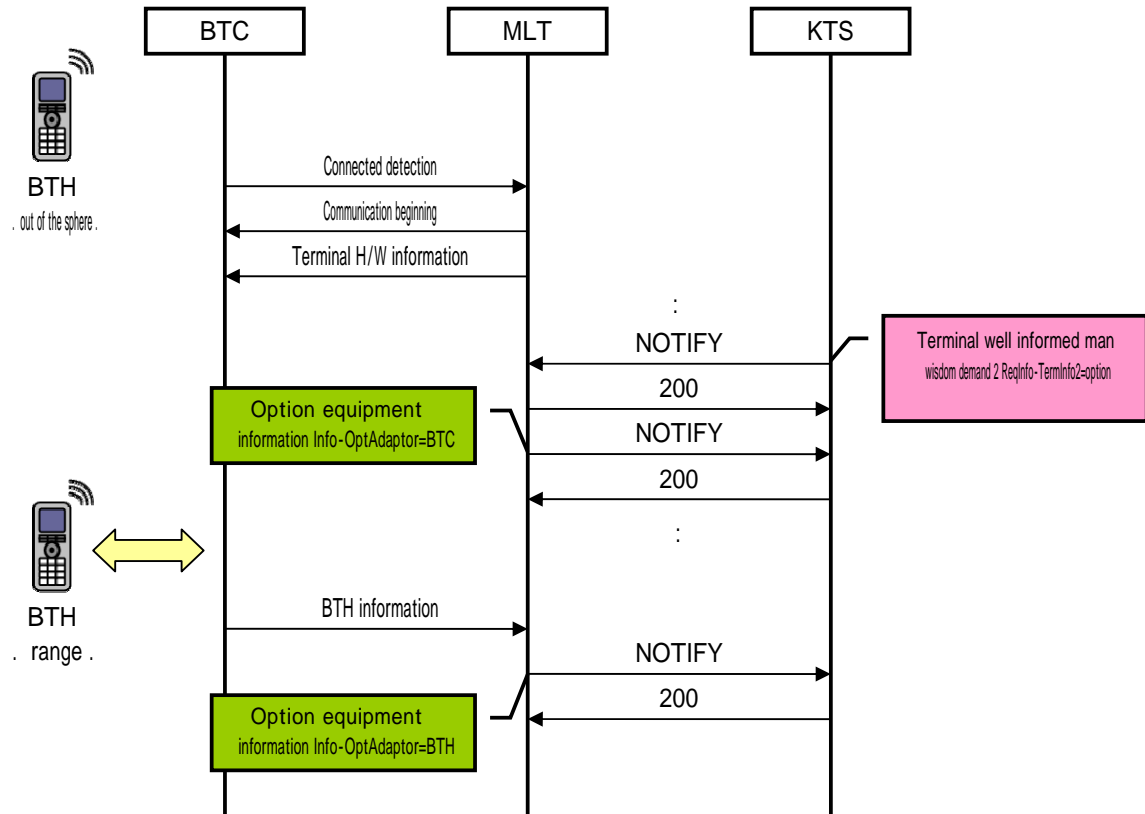 BTC
MLT
KTS
BTH
. out of the sphere .
Connected detection
Communication beginning
Terminal H/W information
:
NOTIFY
Terminal well informed man
wisdom demand 2 ReqInfo-TermInfo2=option
200
Option equipment
information Info-OptAdaptor=BTC
NOTIFY
200
:
BTH
. range .
BTH information
NOTIFY
200
Option equipment
information Info-OptAdaptor=BTH